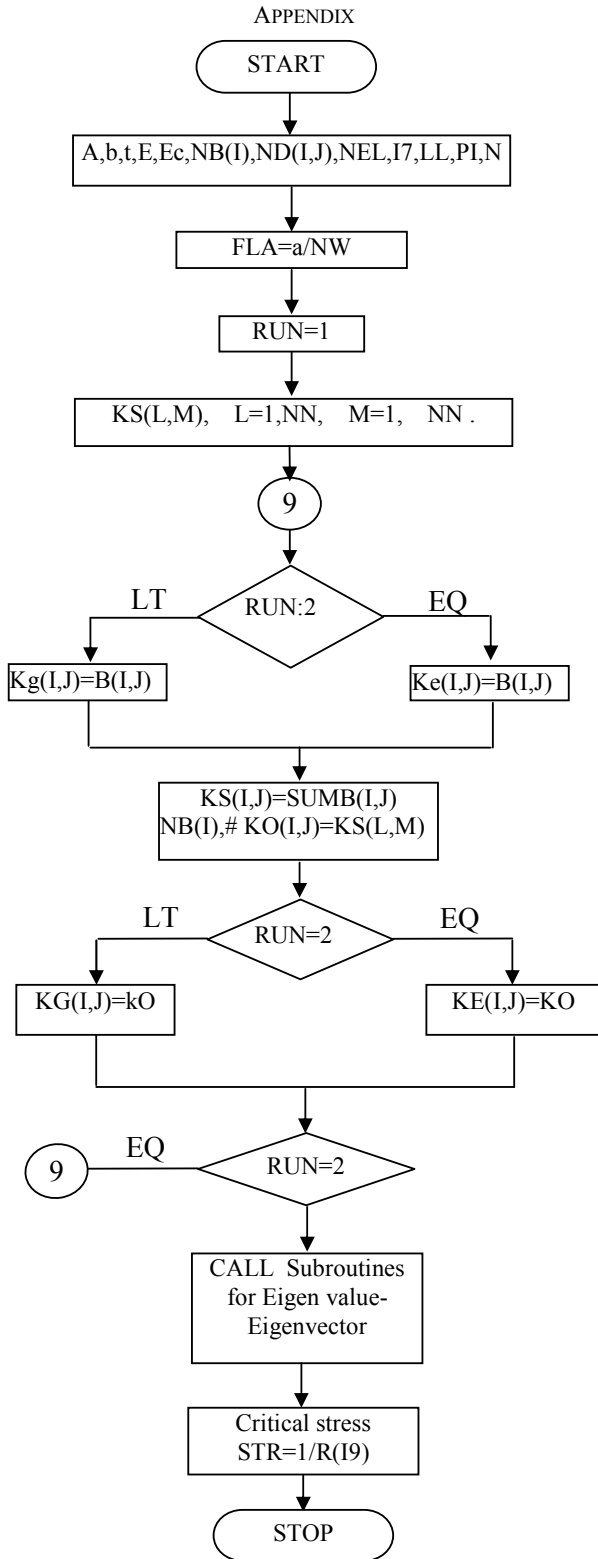 APPENDIX
START
A,b,t,E,Ec,NB(I),ND(I,J),NEL,I7,LL,PI,N
FLA=a/NW
RUN=1
KS(L,M), L=1,NN, M=1, NN .
9
LT
RUN:2
EQ
Kg(I,J)=B(I,J)
Ke(I,J)=B(I,J)
KS(I,J)=SUMB(I,J)
NB(I),# KO(I,J)=KS(L,M)
LT
RUN=2
EQ
KG(I,J)=kO
KE(I,J)=KO
9
EQ
RUN=2
CALL Subroutines
for Eigen value-
Eigenvector
Critical stress
STR=1/R(I9)
STOP